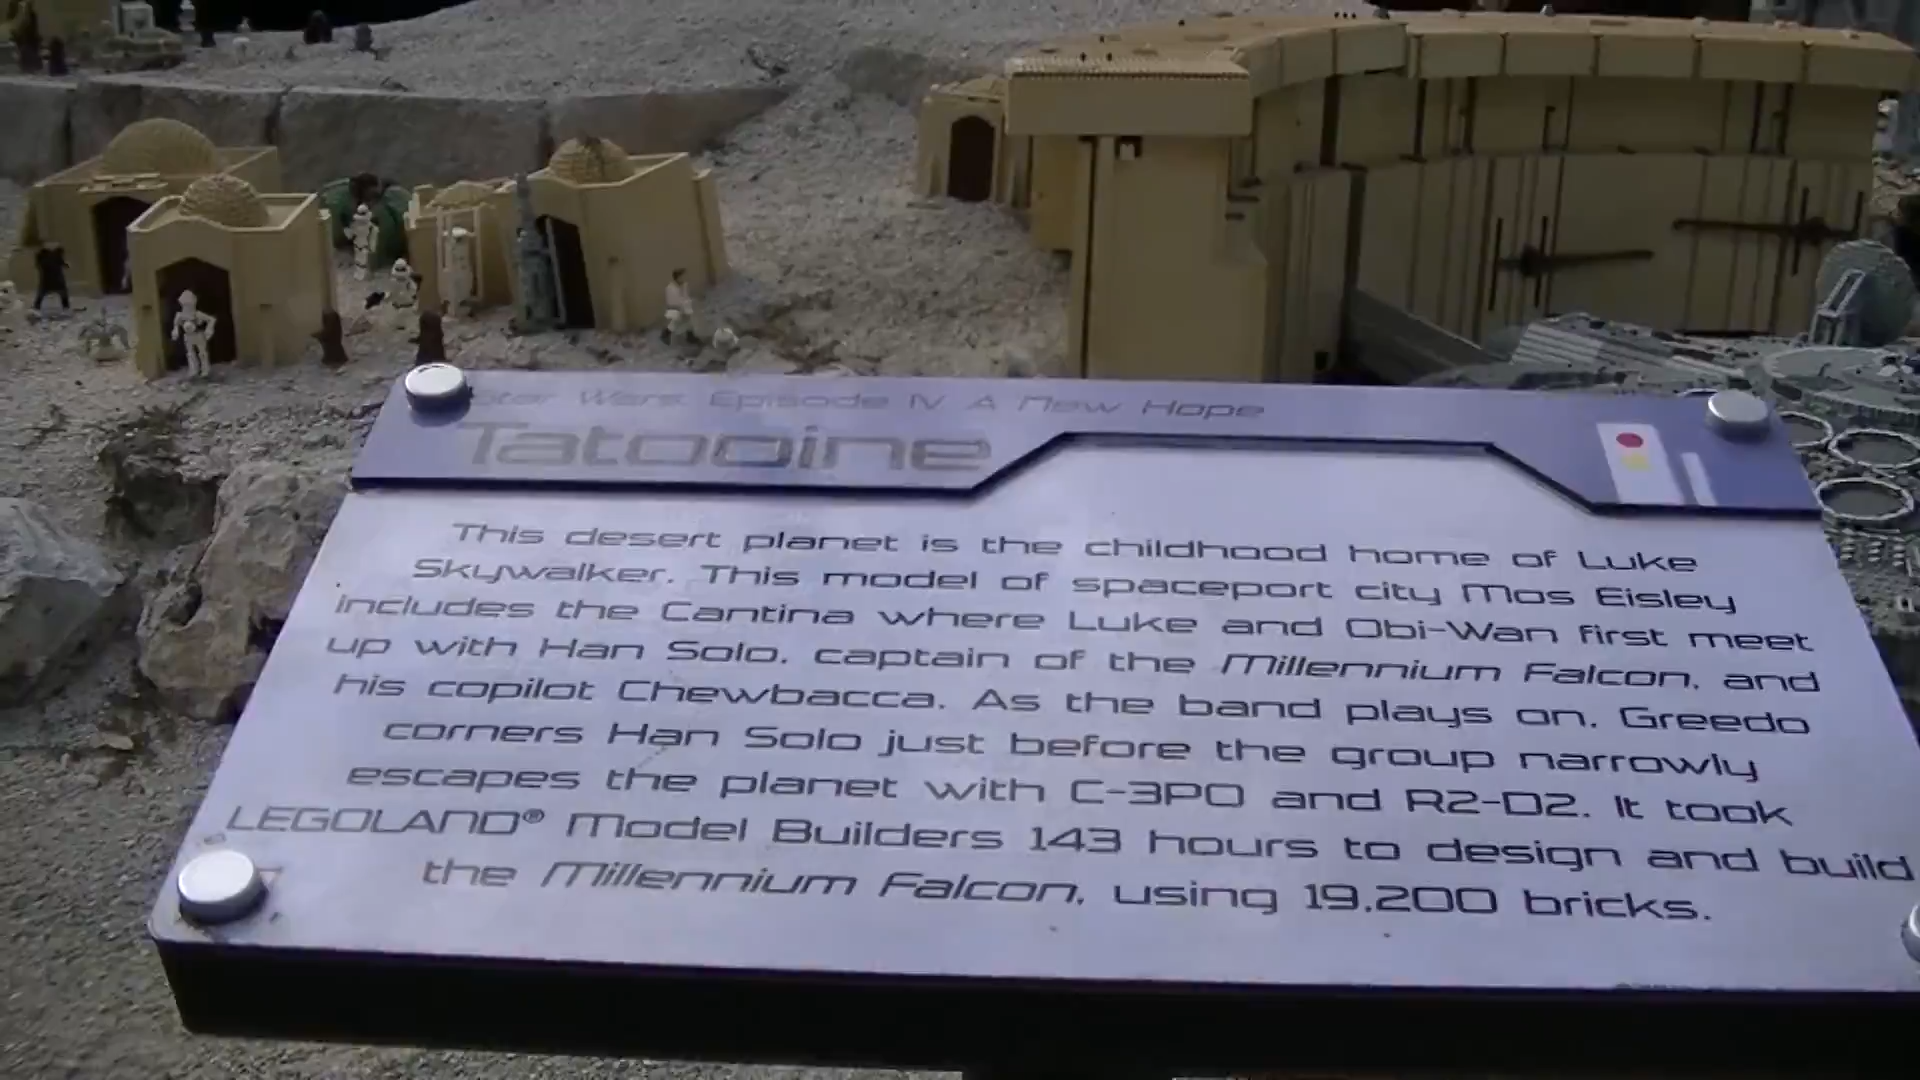 Star Wars: Episode IV A New Hope
Tatooine
This desert planet is the childhood home of Luke
Skywalker. This model of spaceport city Mos Eisley
includes the Cantina where Luke and Obi-Wan first meet
up with Han Solo, captain of the Millennium Falcon, and
his copilot Chewbacca. As the band plays on, Greedo
corners Han Solo just before the group narrowly
escapes the planet with C-3PO and R2-D2. It took
LEGOLAND® Model Builders 143 hours to design and build
the Millennium Falcon, using 19,200 bricks.